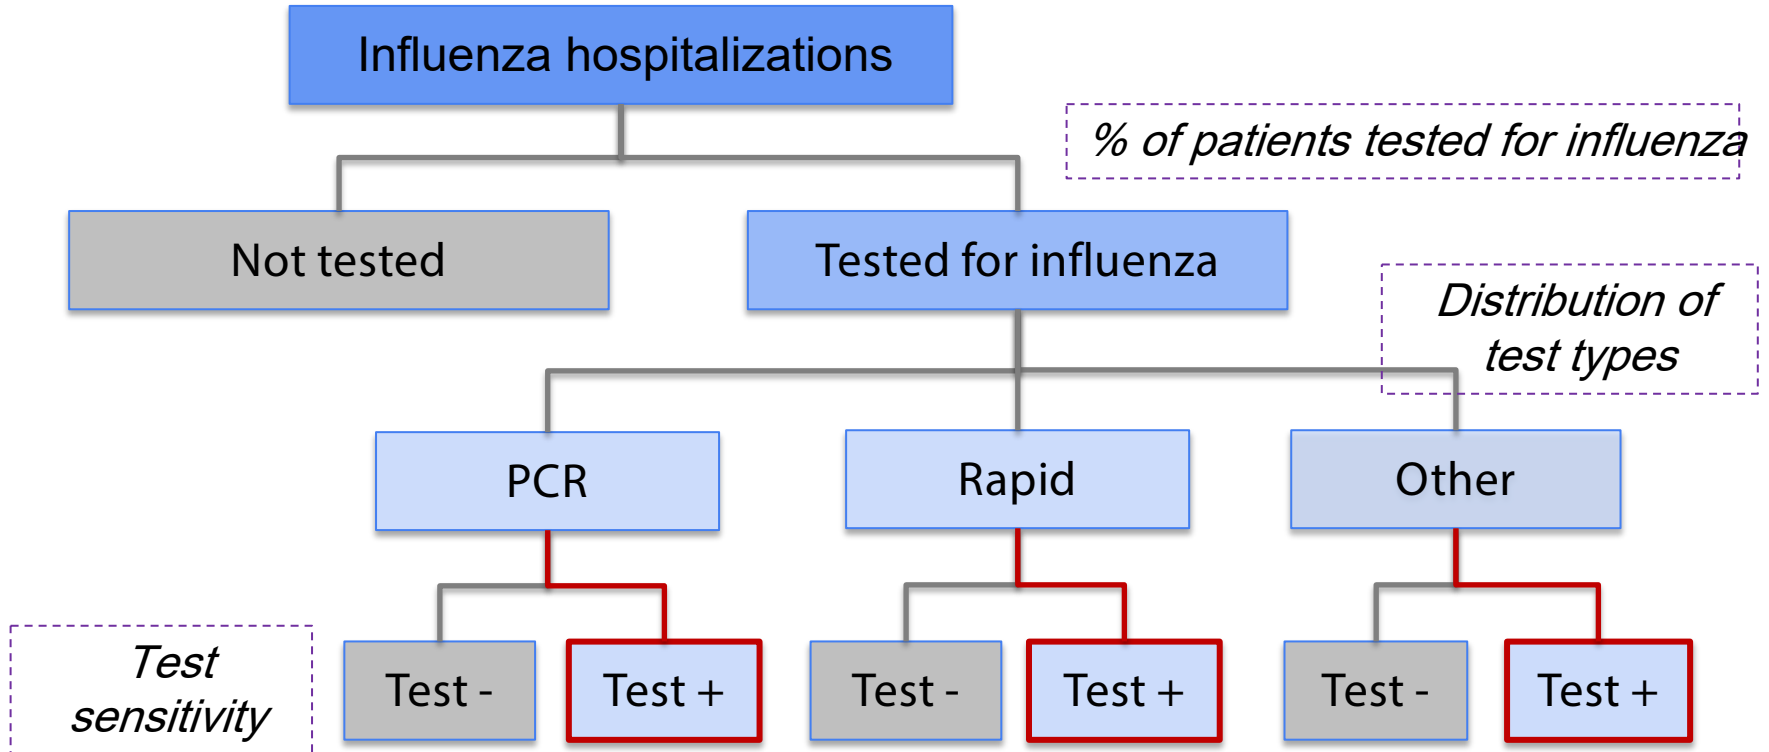 Influenza hospitalizations
% of patients tested for influenza
Not tested
Tested for influenza
Distribution of
test types
PCR
Rapid
Other
Test
sensitivity
Test -
Test +
Test -
Test +
Test -
Test +